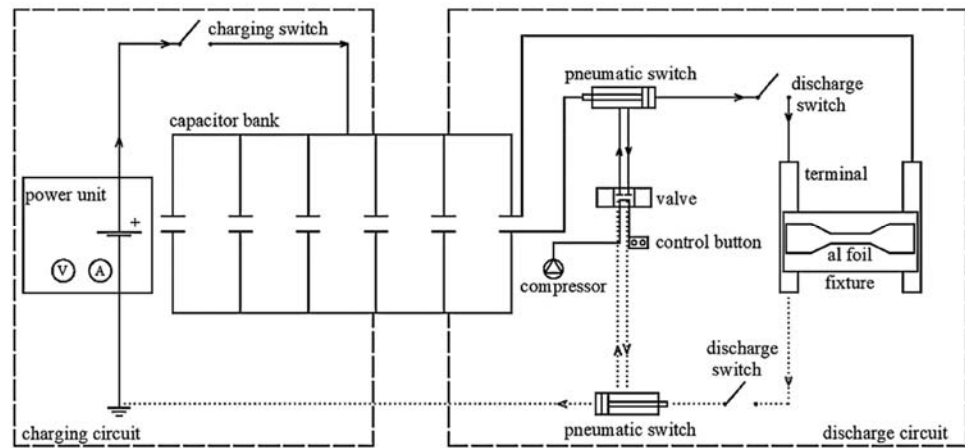 charging switch
pneumatic switch
discharge
switch
capacitor bank
power unit
+
V
A
terminal
valve
control button
compressor
al foil
fixture
discharge
switch
pneumatic switch
charging circuit
discharge circuit